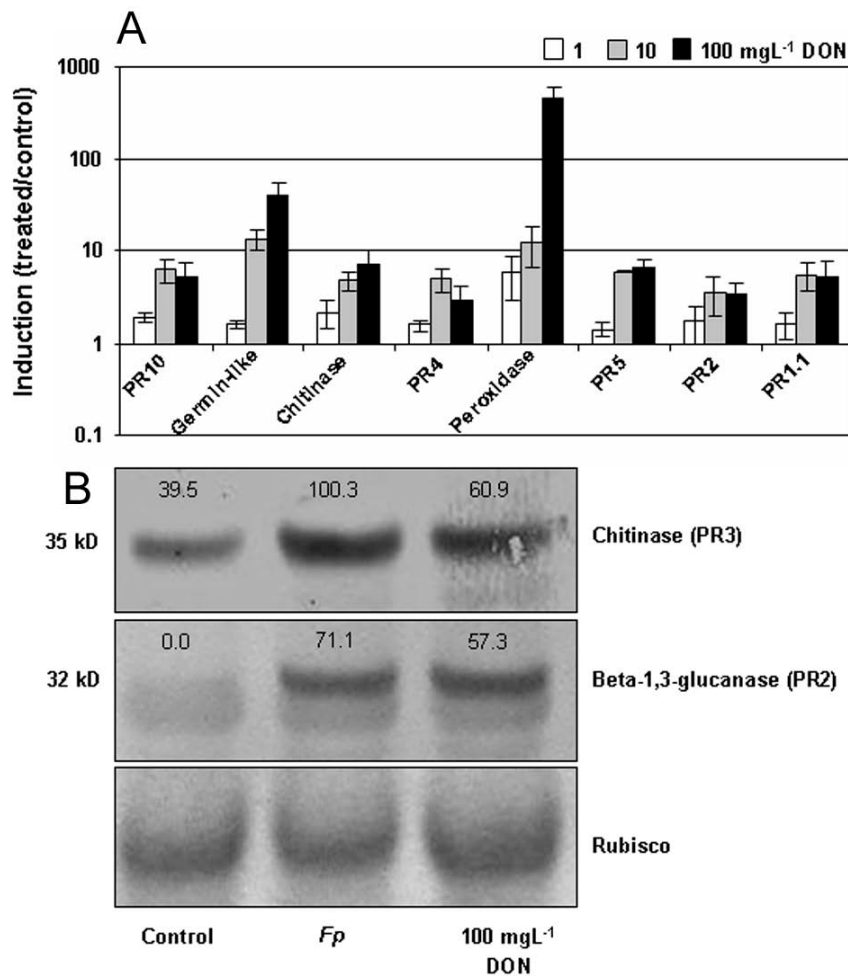 A
1 10 100 mgL⁻¹ DON
Induction (treated/control)
1000
100
10
1
0.1
PR10 Germin-like Chitinase PR4 Peroxidase PR5 PR2 PR1.1
B
39.5 100.3 60.9
35 kD Chitinase (PR3)
0.0 71.1 57.3
32 kD Beta-1,3-glucanase (PR2)
Rubisco
Control Fp 100 mgL⁻¹
DON